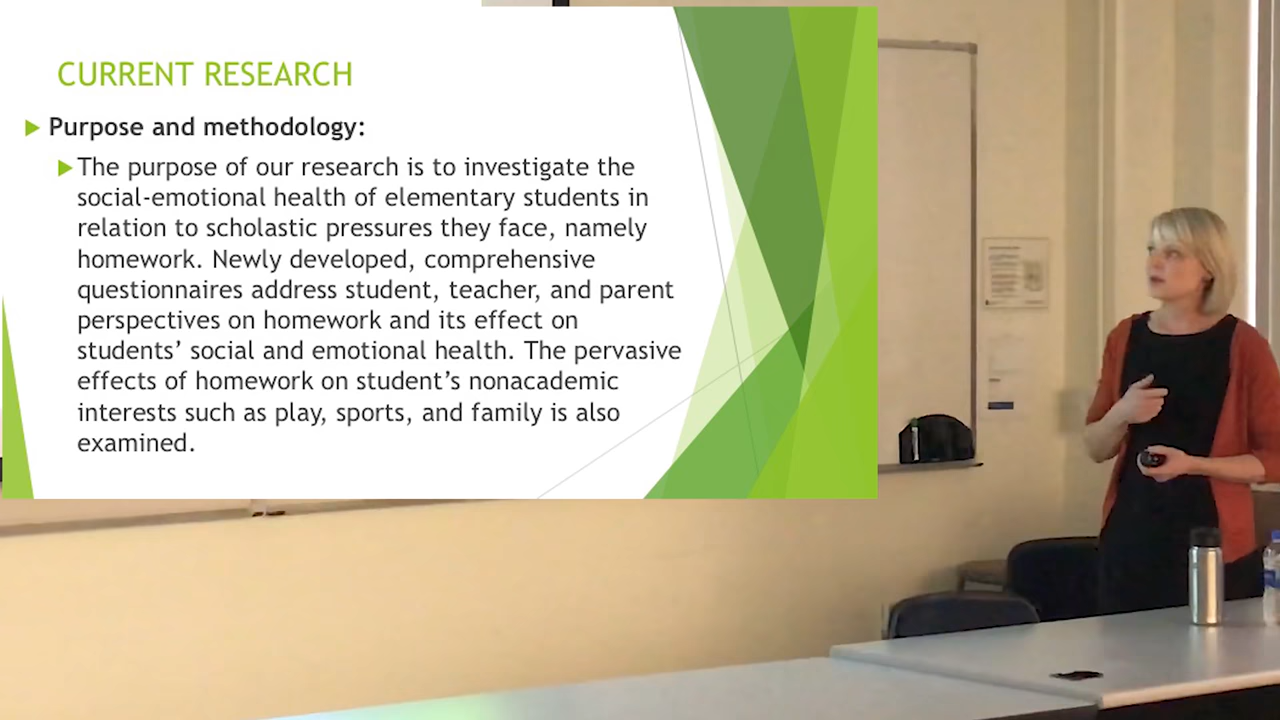 CURRENT RESEARCH
Purpose and methodology:
The purpose of our research is to investigate the
social-emotional health of elementary students in
relation to scholastic pressures they face, namely
homework. Newly developed, comprehensive
questionnaires address student, teacher, and parent
perspectives on homework and its effect on
students’ social and emotional health. The pervasive
effects of homework on student’s nonacademic
interests such as play, sports, and family is also
examined.